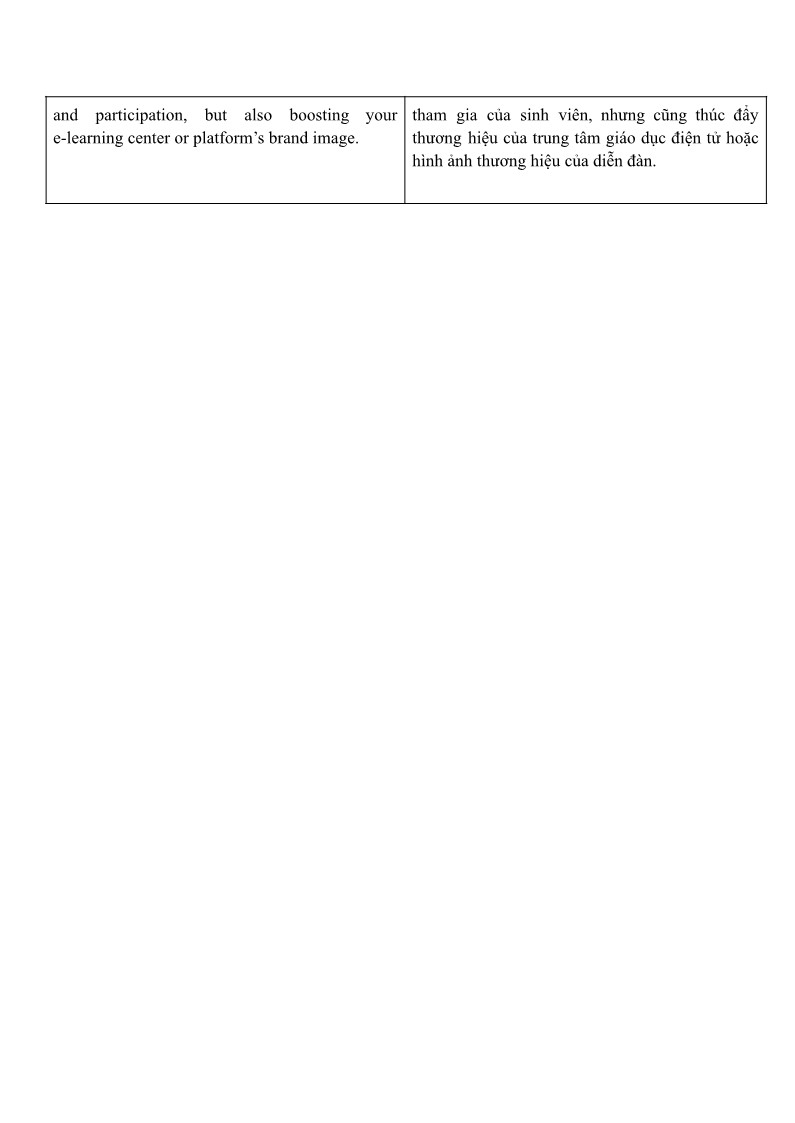 and participation, but also boosting your
e-learning center or platform’s brand image.
tham gia của sinh viên, nhưng cũng thúc đẩy
thương hiệu của trung tâm giáo dục điện tử hoặc
hình ảnh thương hiệu của diễn đàn.